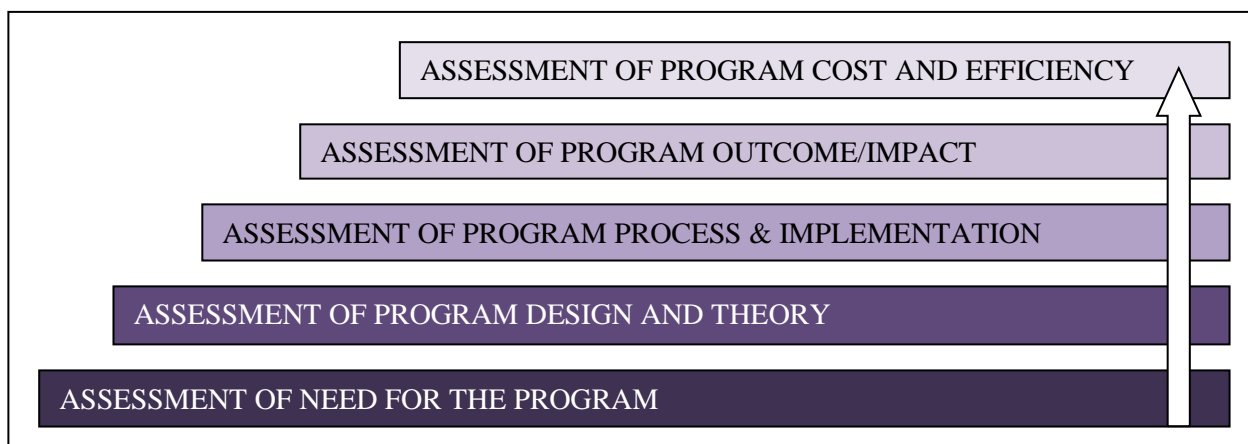 ASSESSMENT OF PROGRAM COST AND EFFICIENCY
ASSESSMENT OF PROGRAM OUTCOME/IMPACT
ASSESSMENT OF PROGRAM PROCESS & IMPLEMENTATION
ASSESSMENT OF PROGRAM DESIGN AND THEORY
ASSESSMENT OF NEED FOR THE PROGRAM